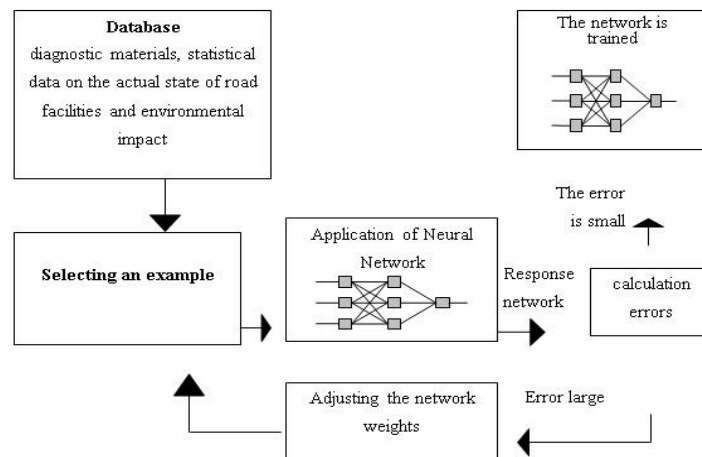 Database
diagnostic materials, statistical
data on the actual state of road
facilities and environmental
impact
The network is
trained
The error
is small
Selecting an example
Application of Neural
Network
Response
network
calculation
errors
Adjusting the network
weights
Error large